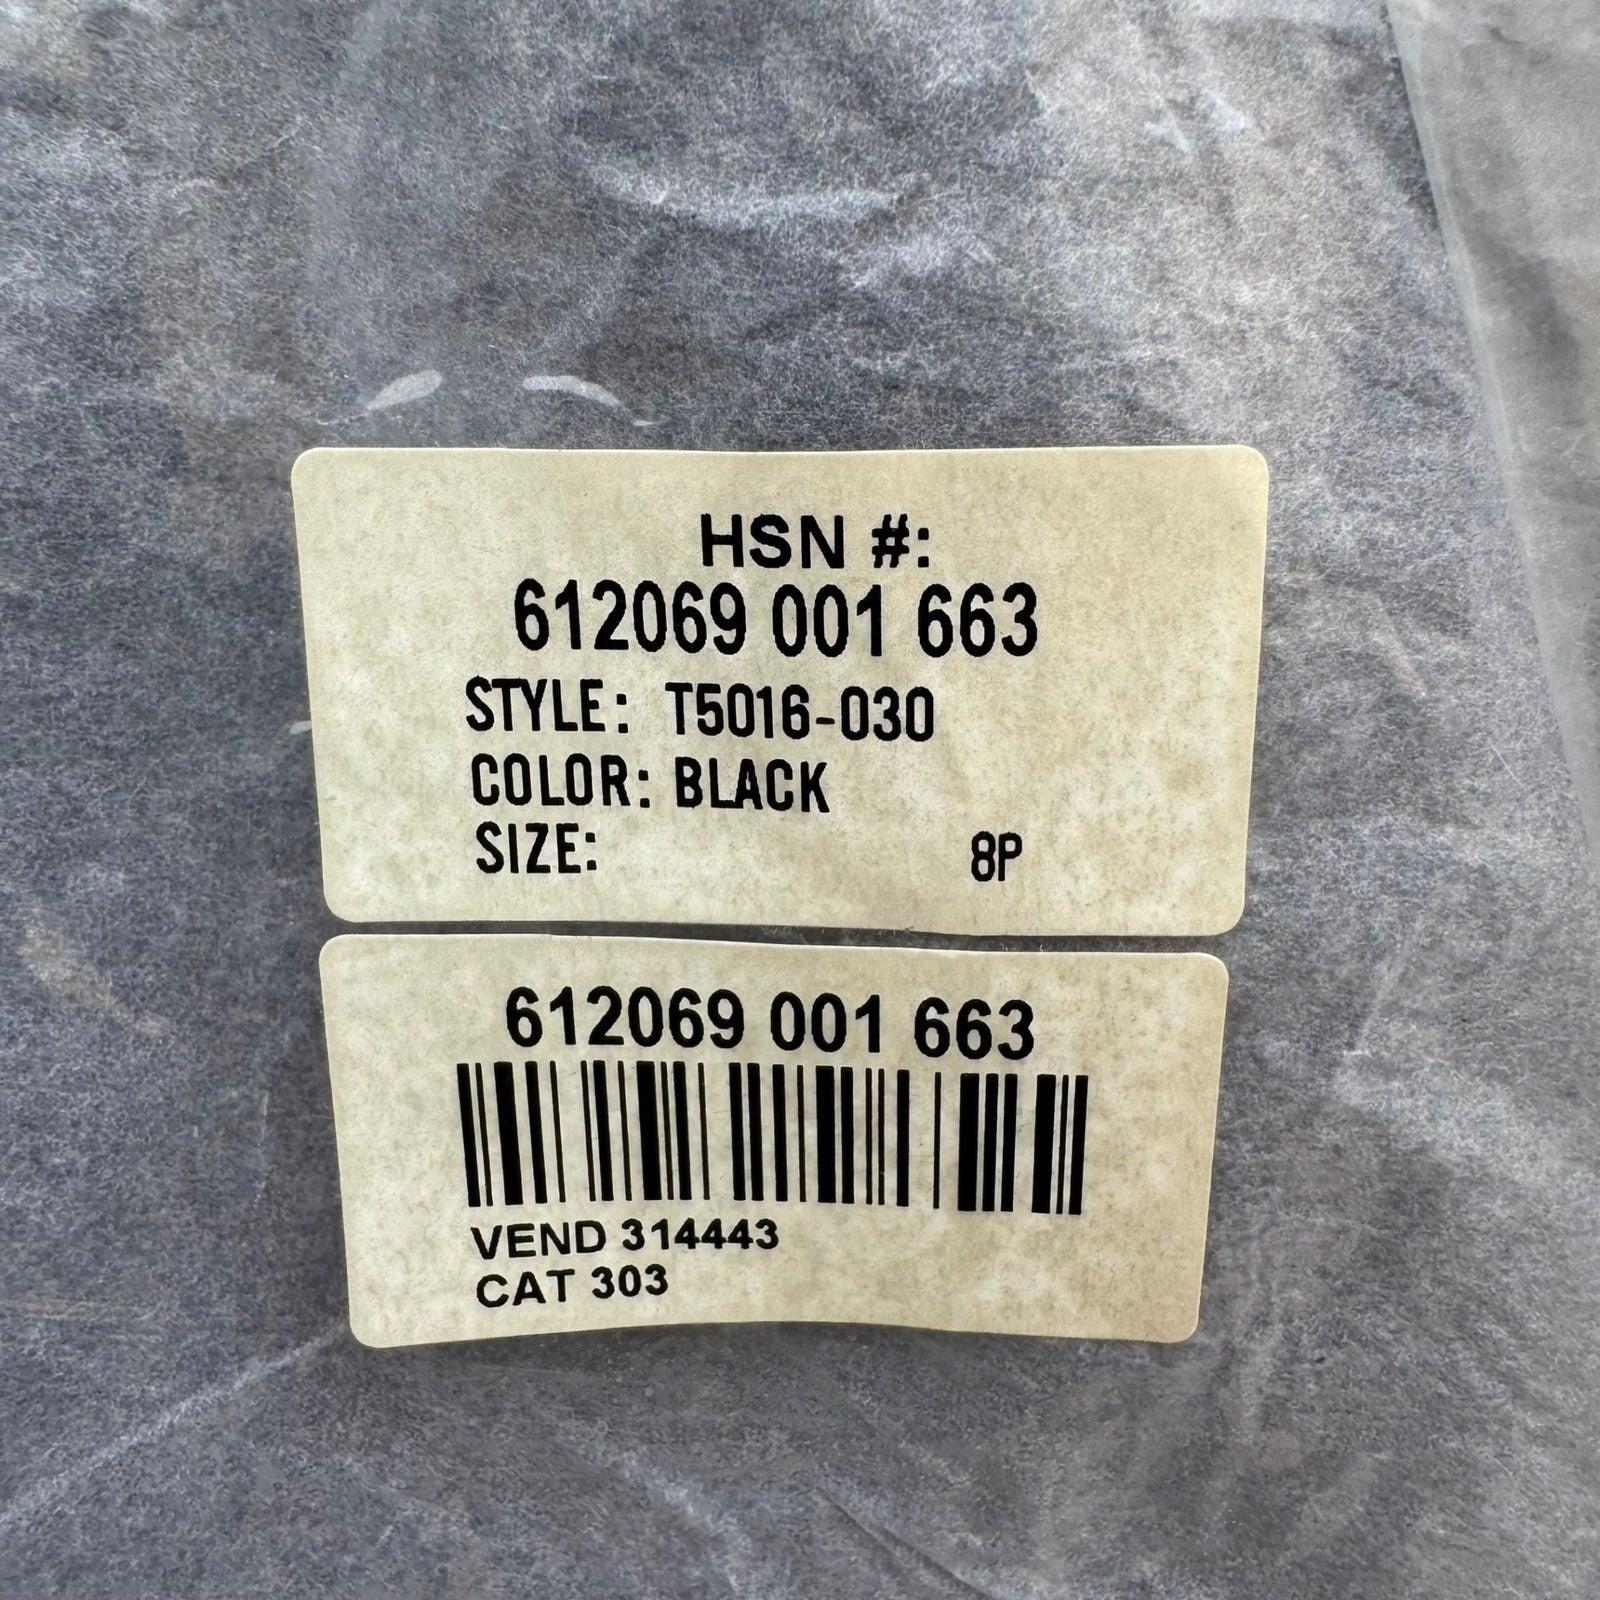 HSN #:
612069 001 663
STYLE: T5016-030
COLOR: BLACK
SIZE: 8P
612069 001 663
VEND 314443
CAT 303